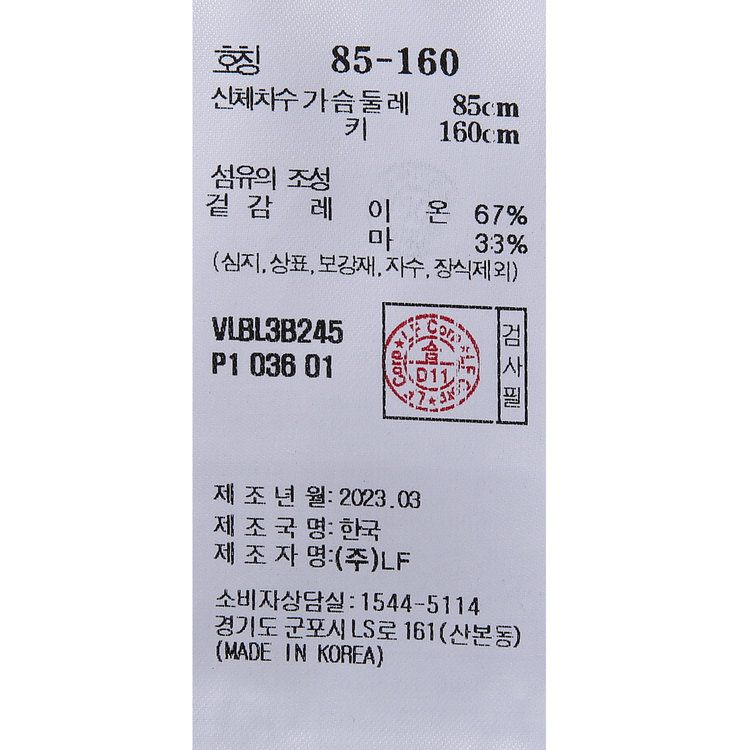 호칭 85-160
신체차수 가슴둘레 85cm
키 160cm
섬유의 조성
겉감 레이온 67%
마 33%
(심지,상표,보강재,자수,장식제외)
VLBL3B245
P1 036 01
LF Corp
합
D11
검사필
제조년월: 2023.03
제조국명: 한국
제조자명:(주)LF
소비자상담실: 1544-5114
경기도 군포시 LS로 161(산본동)
(MADE IN KOREA)